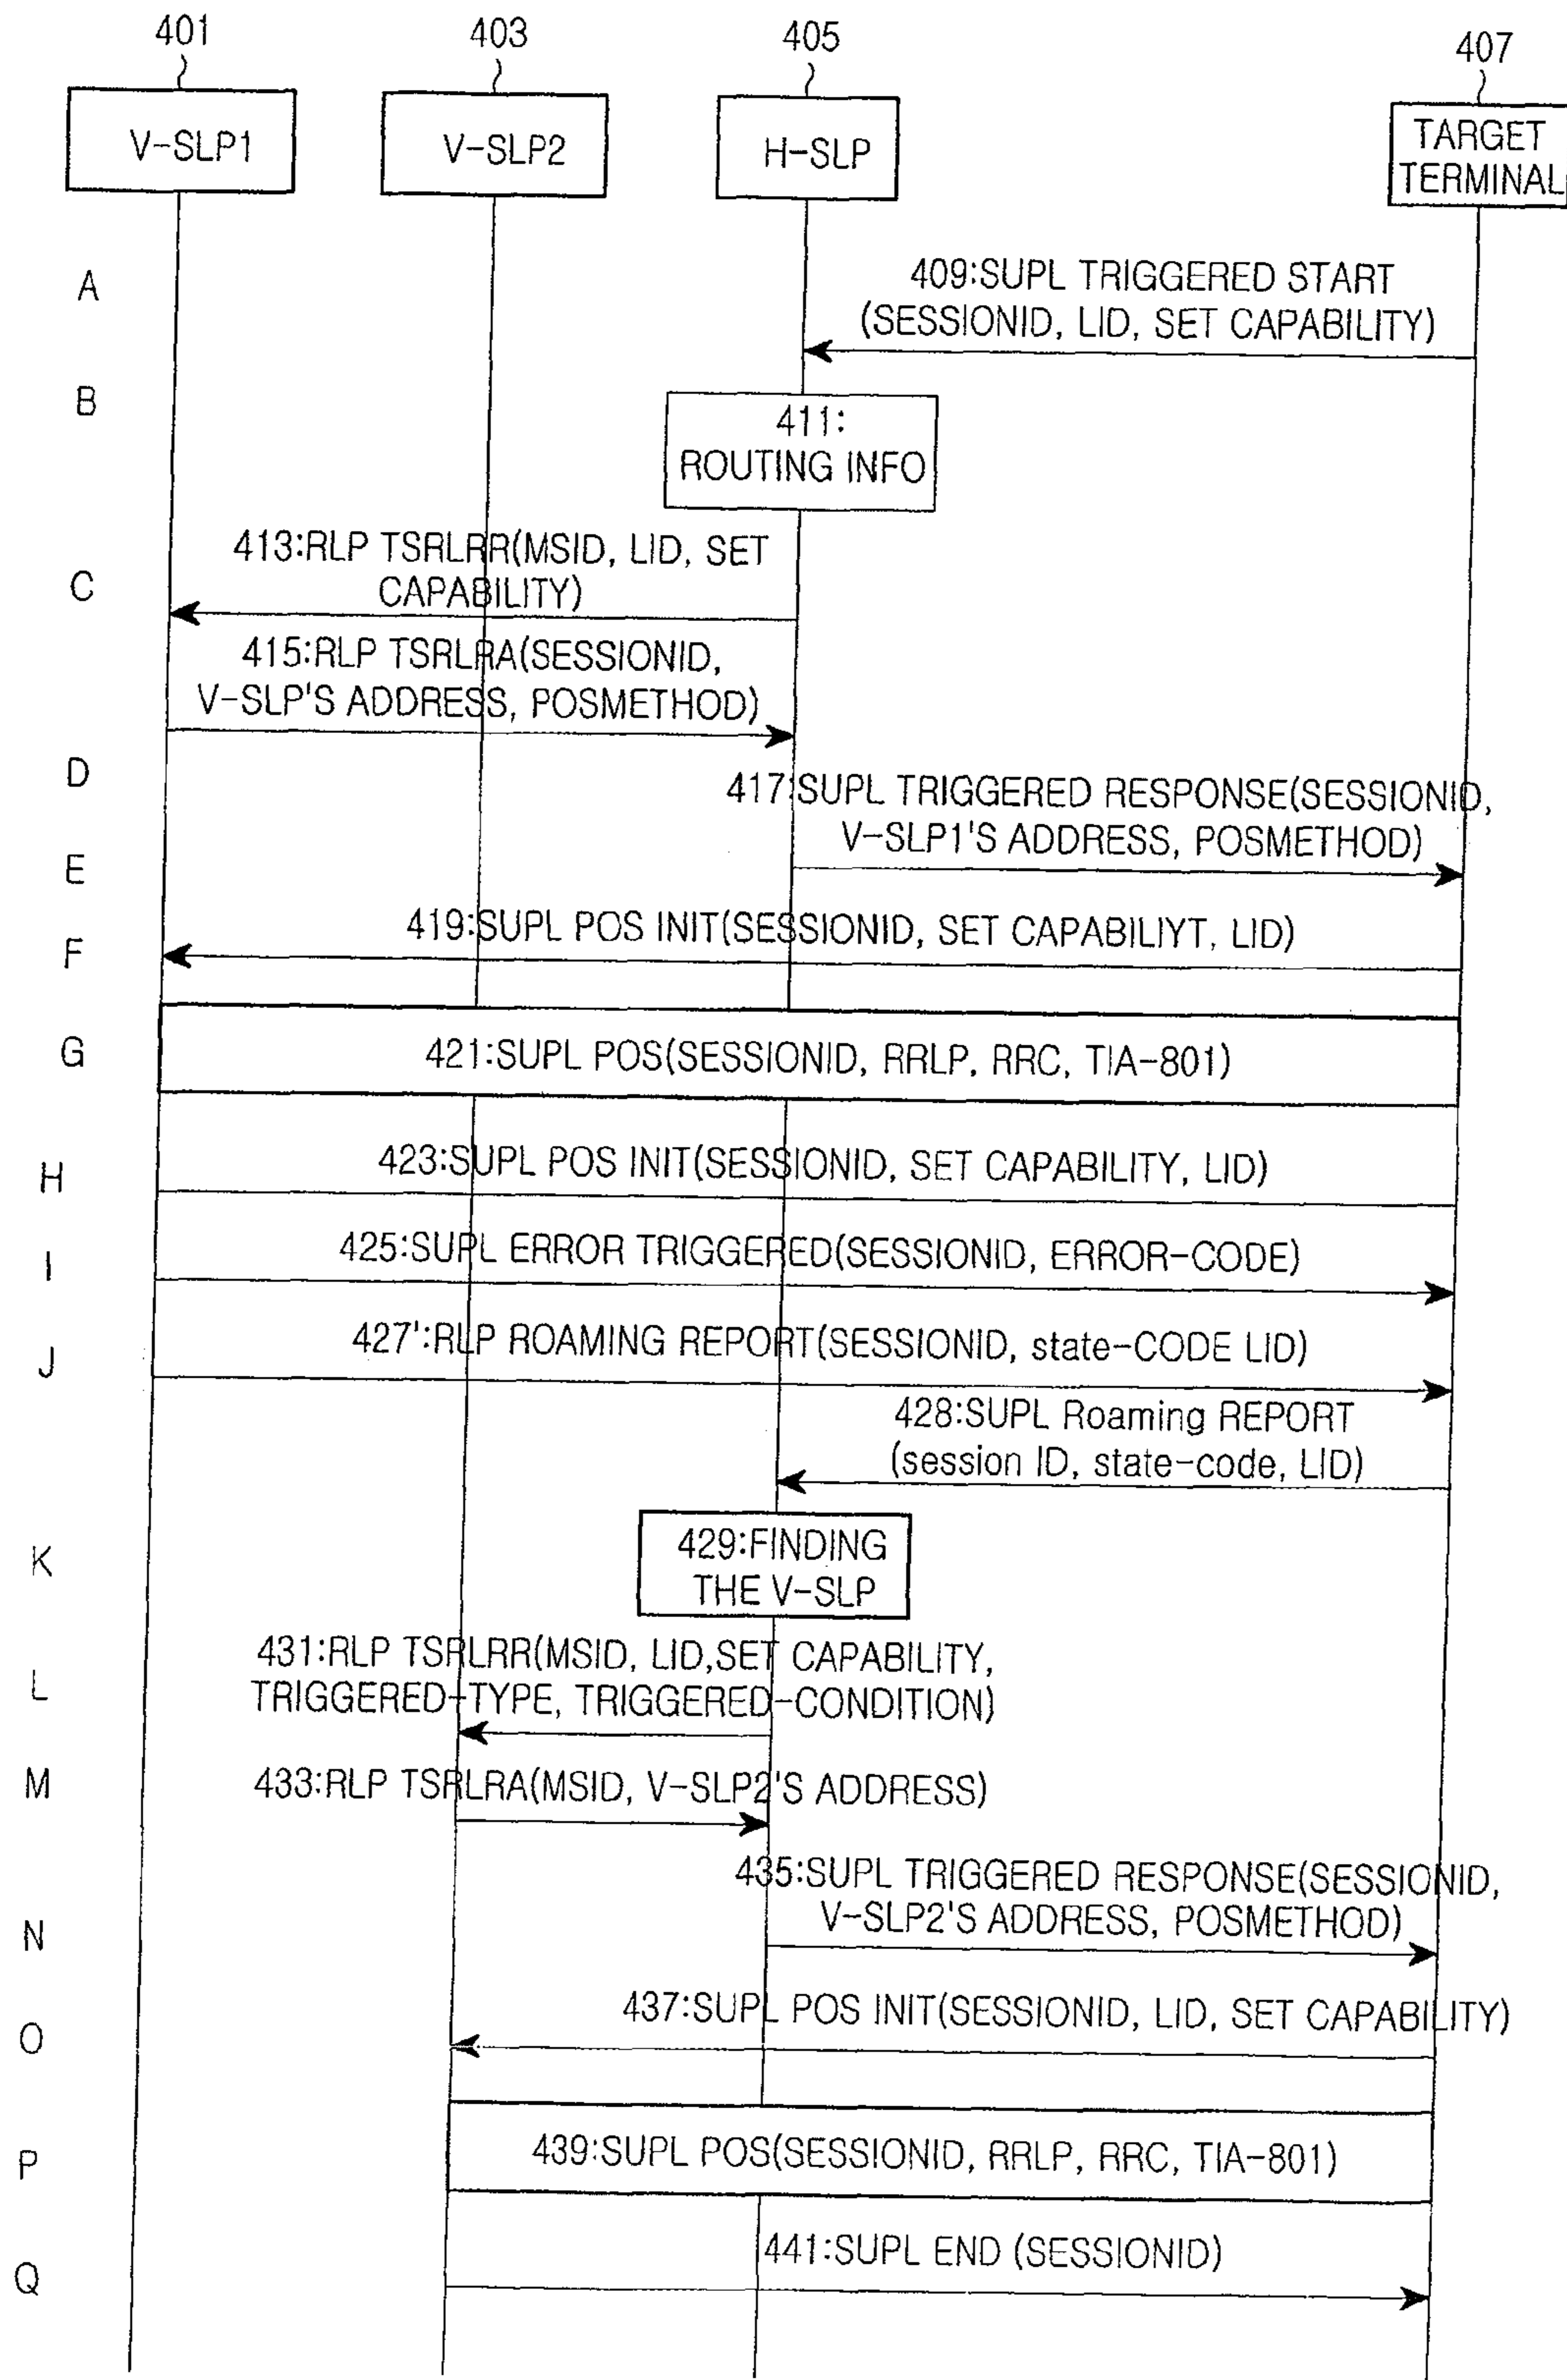 401
403
405
407
V-SLP1
V-SLP2
H-SLP
TARGET
TERMINAL
A
409:SUPL TRIGGERED START
(SESSIONID, LID, SET CAPABILITY)
B
411:
ROUTING INFO
413:RLP TSRLRR(MSID, LID, SET
CAPABILITY)
C
415:RLP TSRLRA(SESSIONID,
V-SLP'S ADDRESS, POSMETHOD)
D
417:SUPL TRIGGERED RESPONSE(SESSIONID,
V-SLP1'S ADDRESS, POSMETHOD)
E
419:SUPL POS INIT(SESSIONID, SET CAPABILIYT, LID)
F
G
421:SUPL POS(SESSIONID, RRLP, RRC, TIA-801)
423:SUPL POS INIT(SESSIONID, SET CAPABILITY, LID)
H
425:SUPL ERROR TRIGGERED(SESSIONID, ERROR-CODE)
I
427':RLP ROAMING REPORT(SESSIONID, state-CODE LID)
J
428:SUPL Roaming REPORT
(session ID, state-code, LID)
K
429:FINDING
THE V-SLP
431:RLP TSRLRR(MSID, LID,SET CAPABILITY,
L
TRIGGERED-TYPE, TRIGGERED-CONDITION)
M
433:RLP TSRLRA(MSID, V-SLP2'S ADDRESS)
435:SUPL TRIGGERED RESPONSE(SESSIONID,
V-SLP2'S ADDRESS, POSMETHOD)
N
437:SUPL POS INIT(SESSIONID, LID, SET CAPABILITY)
O
P
439:SUPL POS(SESSIONID, RRLP, RRC, TIA-801)
441:SUPL END (SESSIONID)
Q